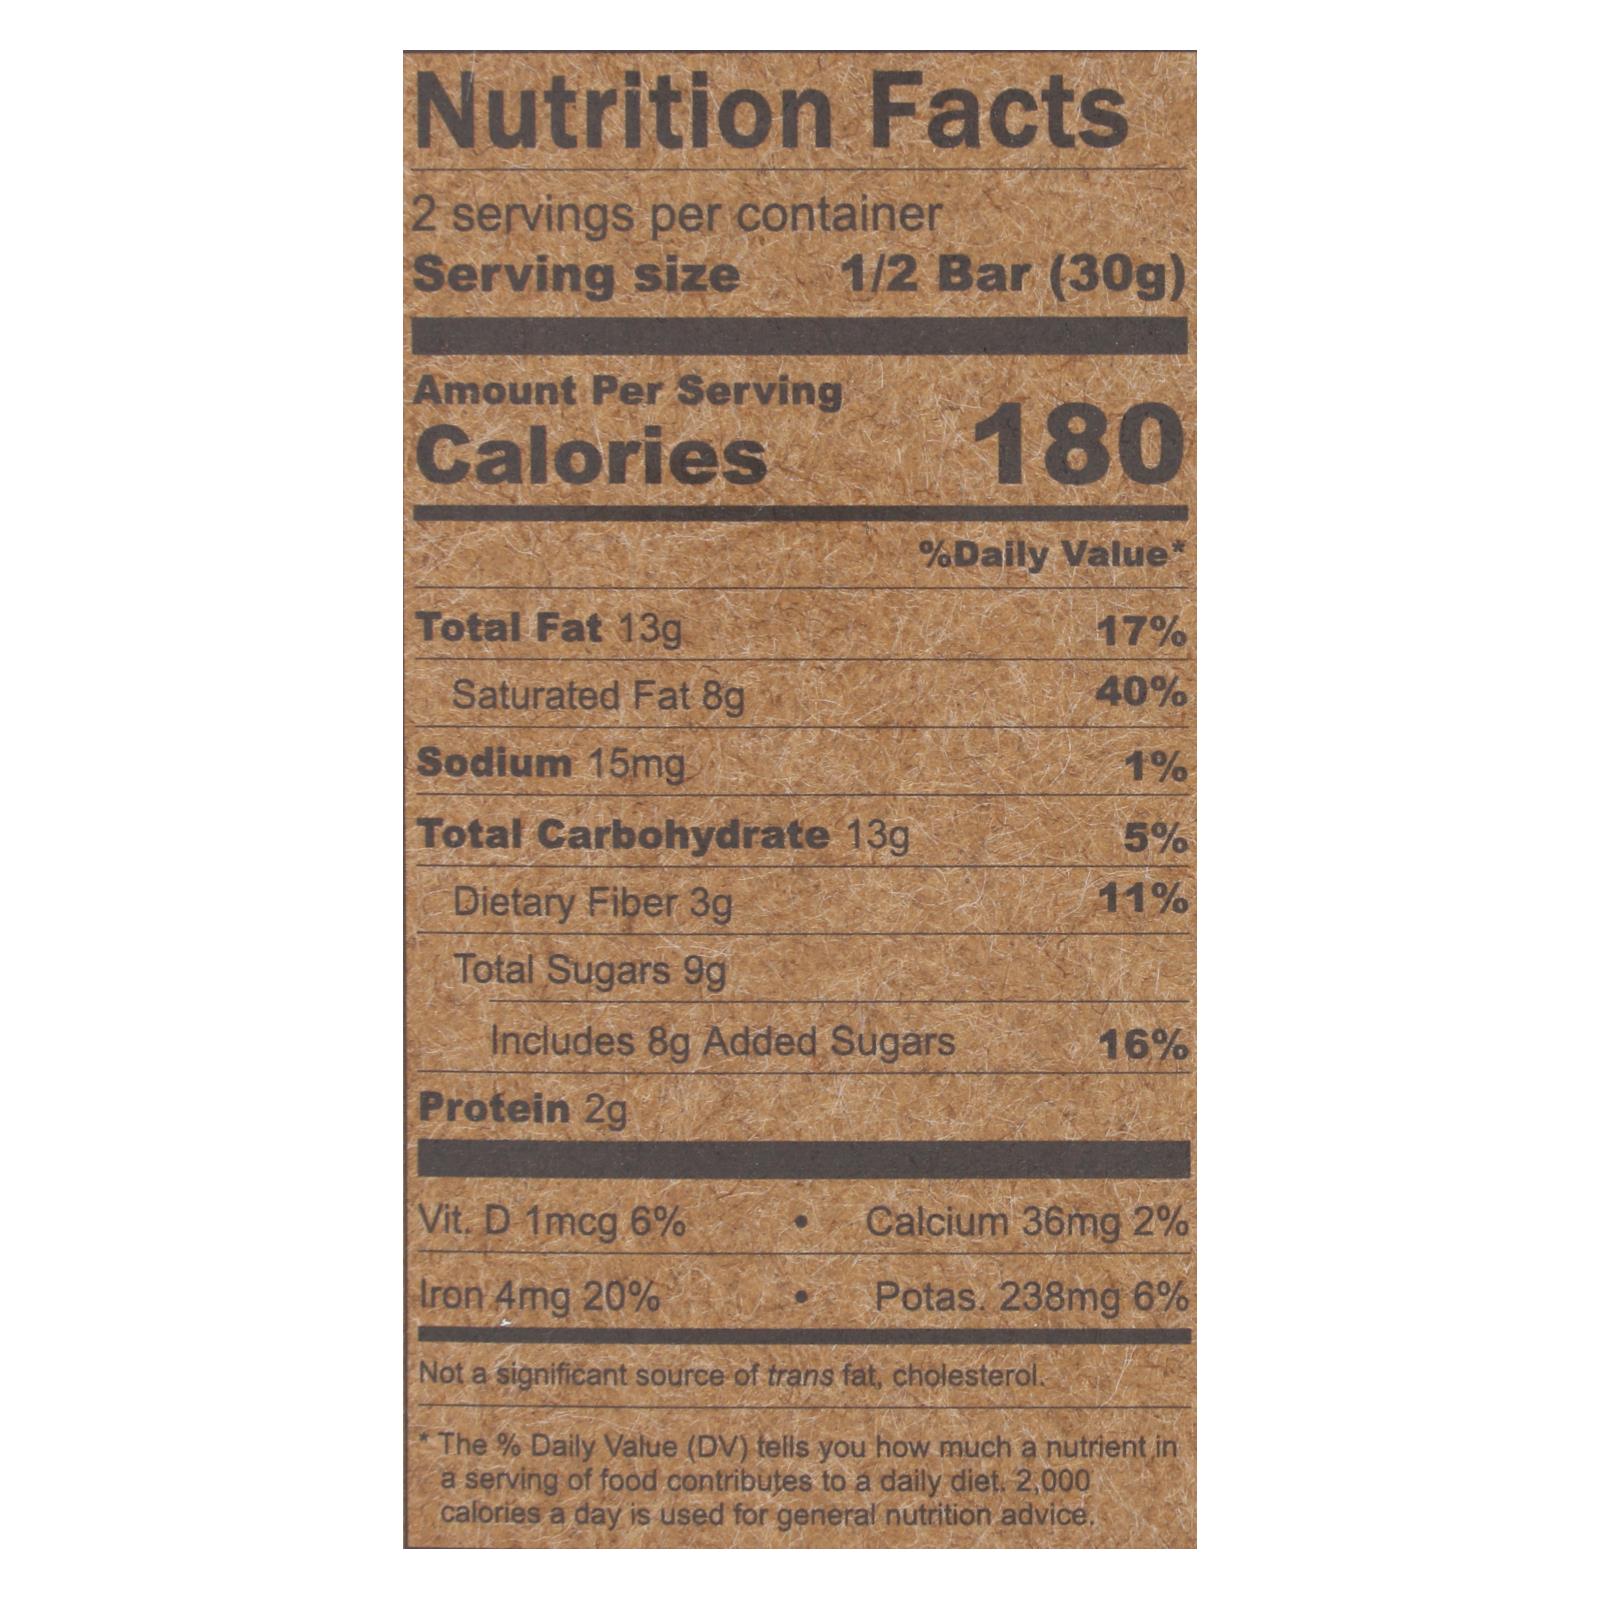 Nutrition Facts
2 servings per container
Serving size 1/2 Bar (30g)
Amount Per Serving
Calories 180
%Daily Value*
Total Fat 13g 17%
Saturated Fat 8g 40%
Sodium 15mg 1%
Total Carbohydrate 13g 5%
Dietary Fiber 3g 11%
Total Sugars 9g
Includes 8g Added Sugars 16%
Protein 2g
Vit. D 1mcg 6% • Calcium 36mg 2%
Iron 4mg 20% • Potas. 238mg 6%
Not a significant source of trans fat, cholesterol.
* The % Daily Value (DV) tells you how much a nutrient in
a serving of food contributes to a daily diet. 2,000
calories a day is used for general nutrition advice.